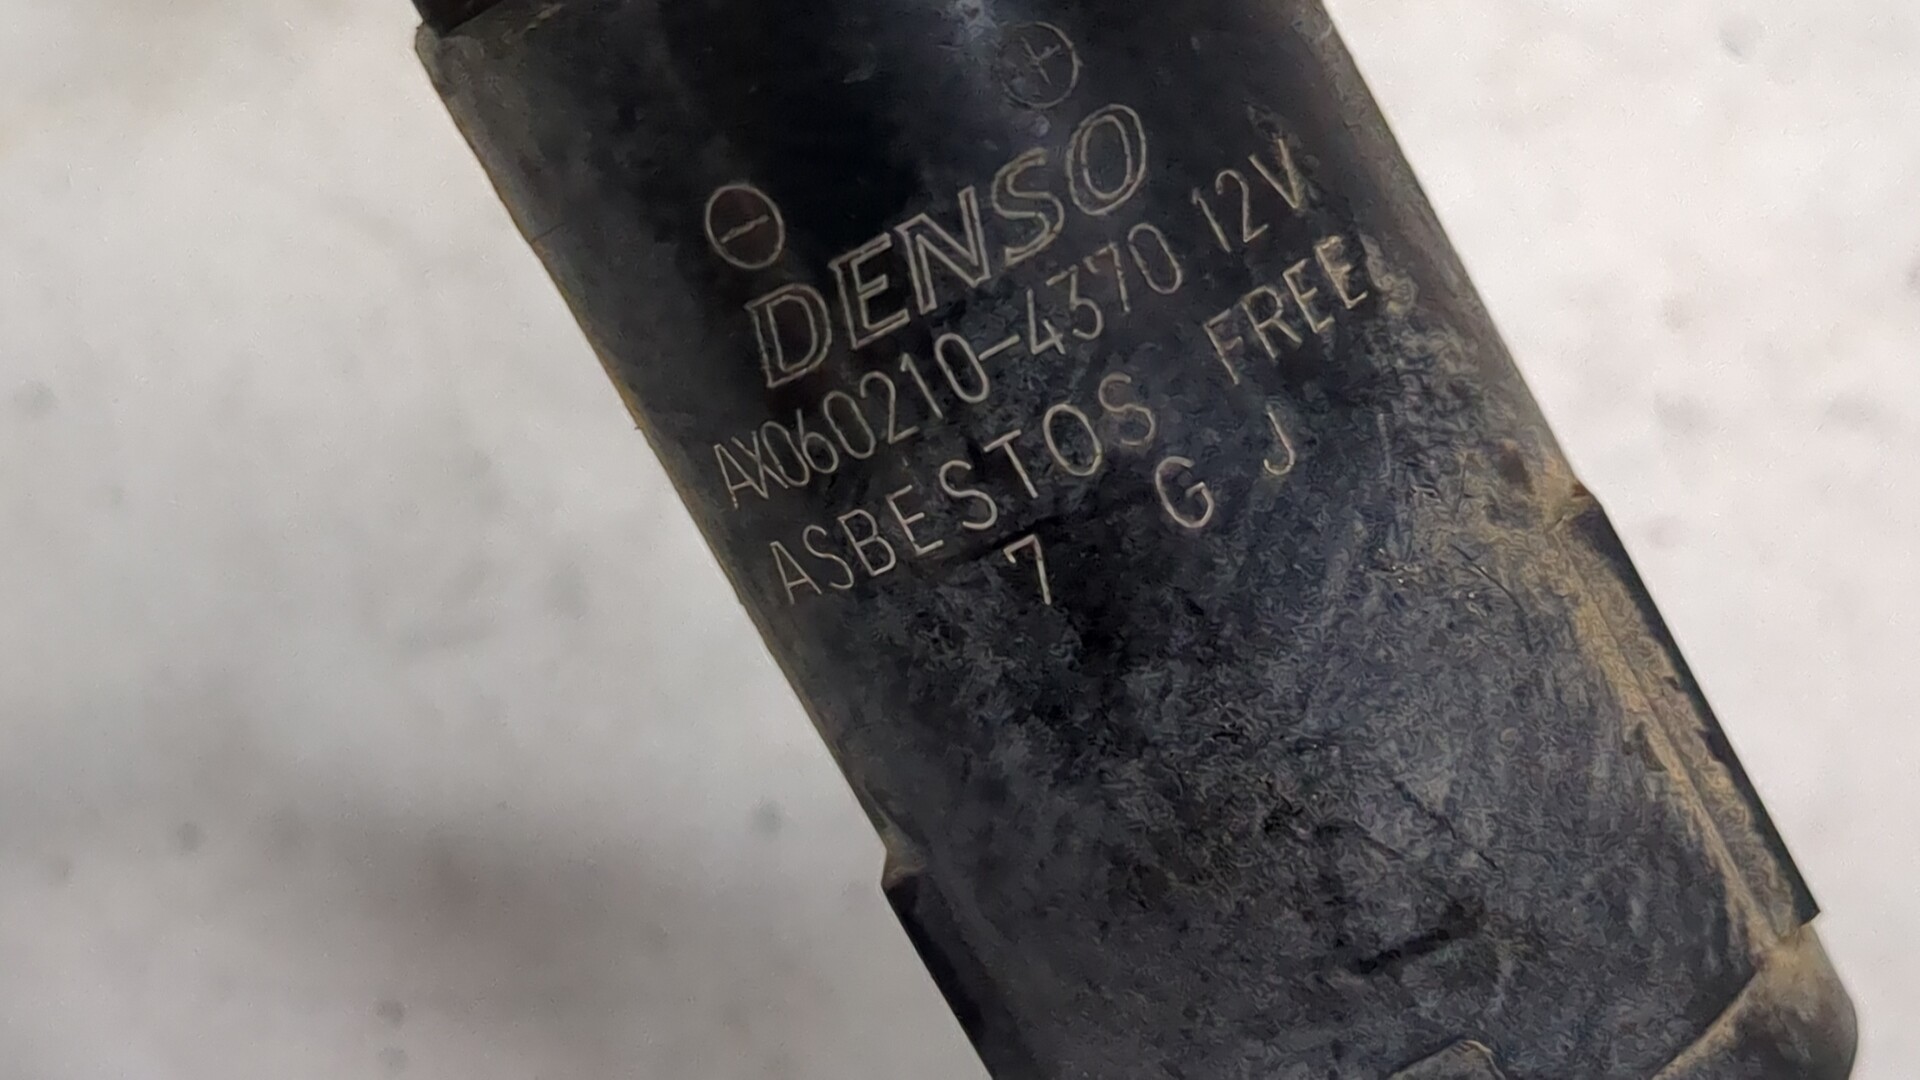 ⊖ ⊕
DENSO
AX060210-4370 12V
ASBESTOS FREE
7 G J